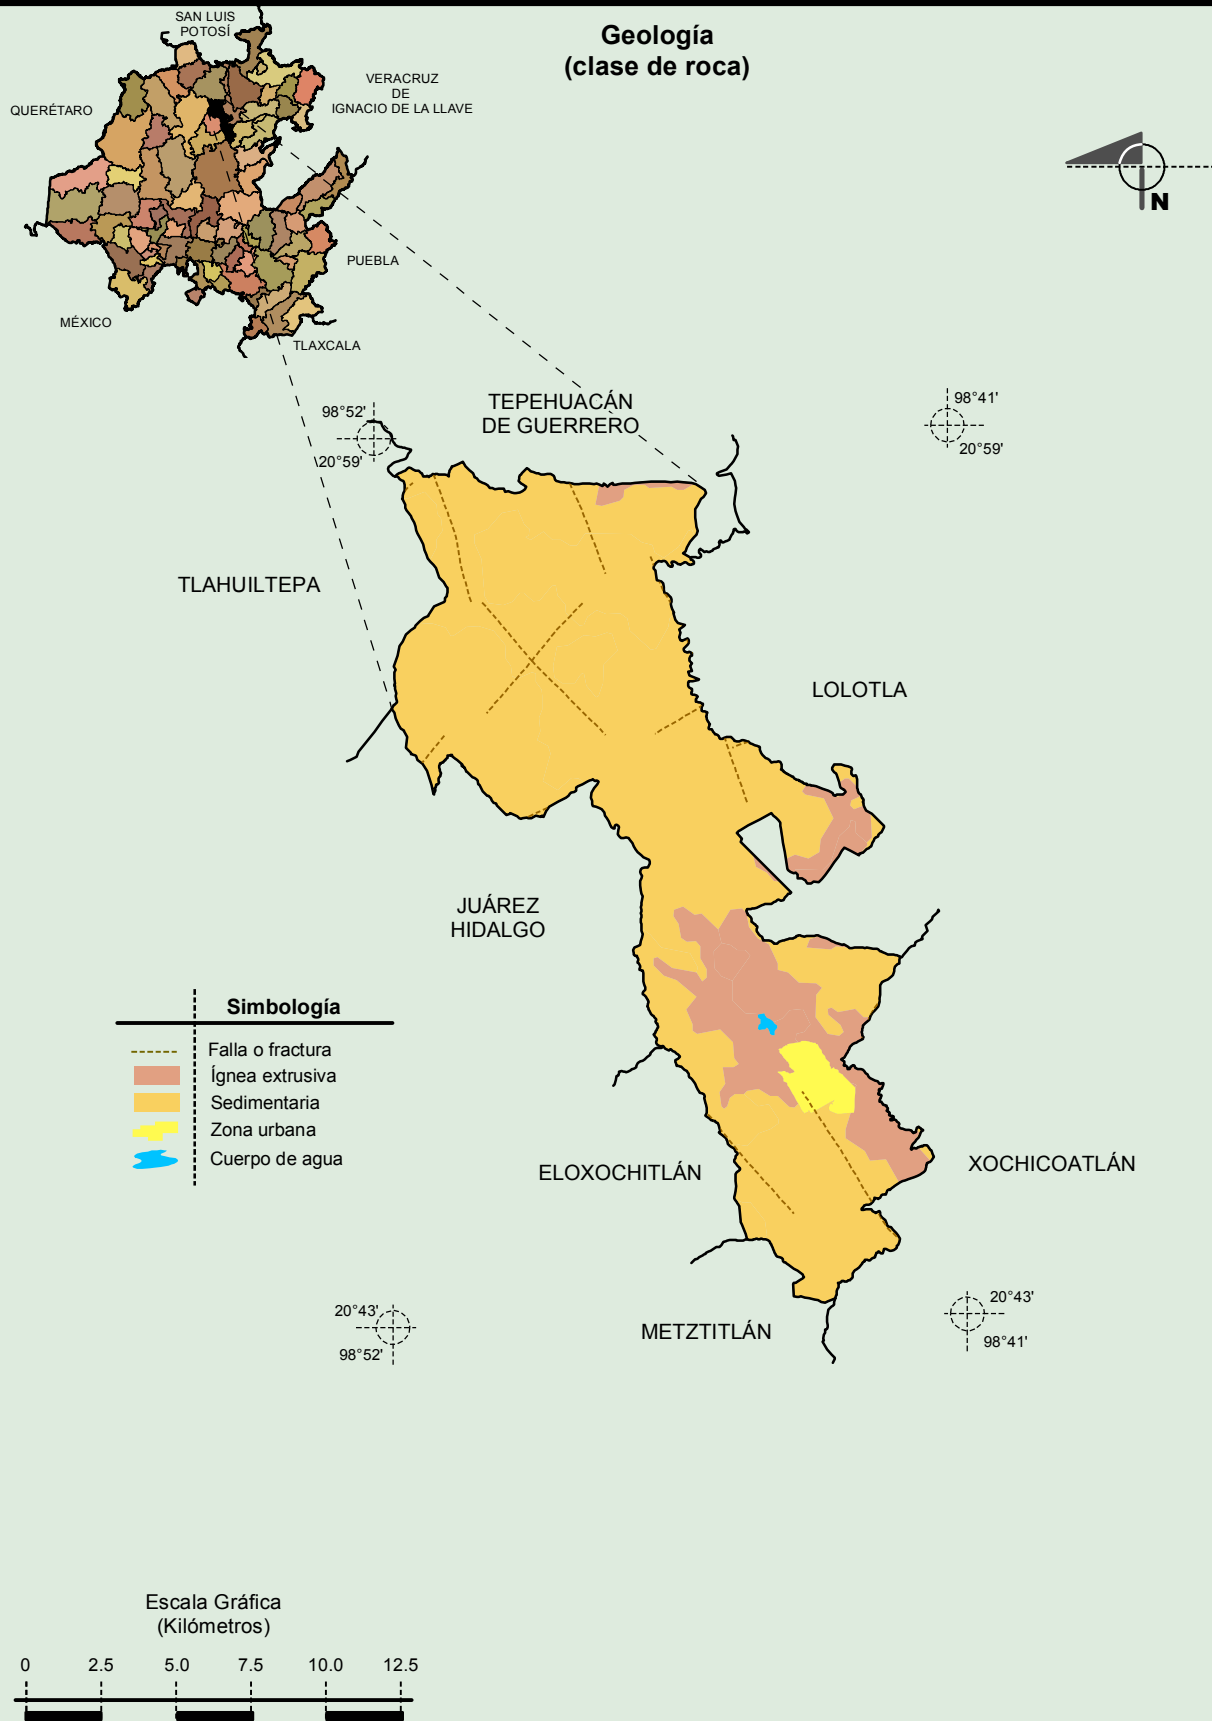 Geología
(clase de roca)
SAN LUIS
POTOSÍ
VERACRUZ
DE
IGNACIO DE LA LLAVE
QUERÉTARO
PUEBLA
MÉXICO
TLAXCALA
N
98°52'
20°59'
TEPEHUACÁN
DE GUERRERO
98°41'
20°59'
TLAHUILTEPA
LOLOTLA
JUÁREZ
HIDALGO
Simbología
Falla o fractura
Ígnea extrusiva
Sedimentaria
Zona urbana
Cuerpo de agua
ELOXOCHITLÁN
XOCHICOATLÁN
20°43'
98°52'
METZTITLÁN
20°43'
98°41'
Escala Gráfica
(Kilómetros)
0 2.5 5.0 7.5 10.0 12.5